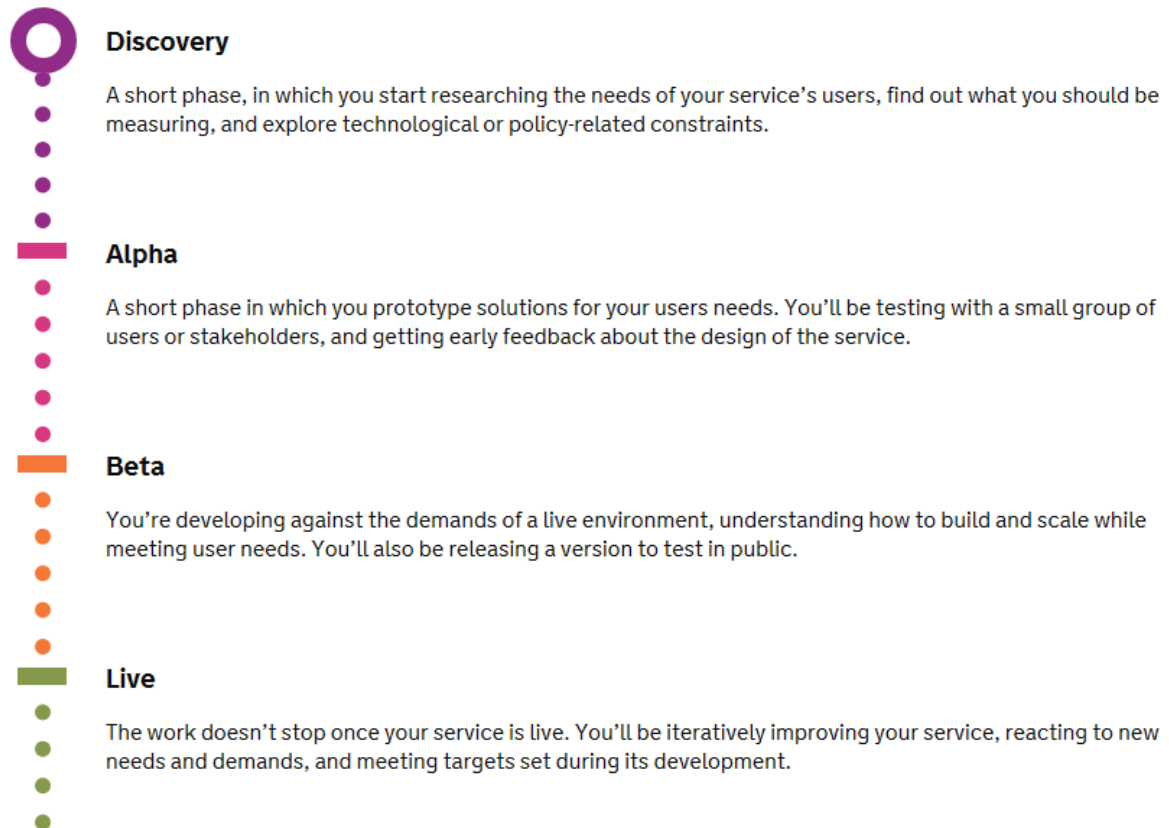 Discovery
A short phase, in which you start researching the needs of your service’s users, find out what you should be
measuring, and explore technological or policy-related constraints.
Alpha
A short phase in which you prototype solutions for your users needs. You’ll be testing with a small group of
users or stakeholders, and getting early feedback about the design of the service.
Beta
You’re developing against the demands of a live environment, understanding how to build and scale while
meeting user needs. You’ll also be releasing a version to test in public.
Live
The work doesn’t stop once your service is live. You’ll be iteratively improving your service, reacting to new
needs and demands, and meeting targets set during its development.